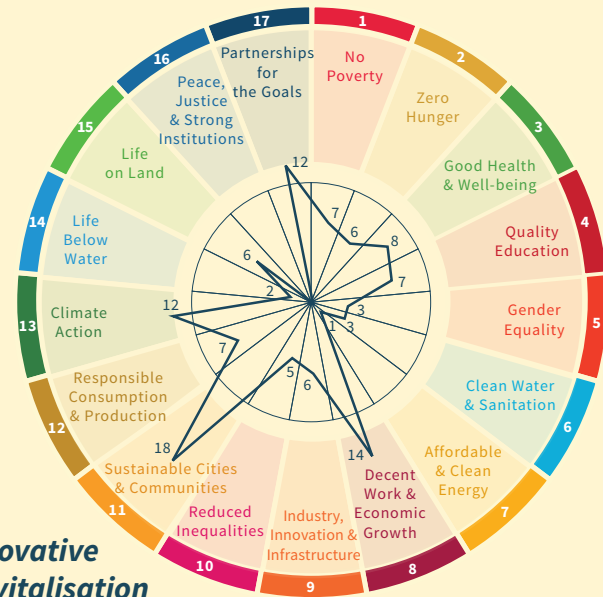 1
No
Poverty
2
Zero
Hunger
3
Good Health
& Well-being
4
Quality
Education
5
Gender
Equality
6
Clean Water
& Sanitation
7
Affordable
& Clean
Energy
8
Decent
Work &
Economic
Growth
9
Industry,
Innovation &
Infrastructure
10
Reduced
Inequalities
11
Sustainable Cities
& Communities
12
Responsible
Consumption
& Production
13
Climate
Action
14
Life
Below
Water
15
Life
on Land
16
Peace,
Justice
& Strong
Institutions
17
Partnerships
for
the Goals
7
6
8
7
3
3
1
14
6
5
18
7
12
2
6
12
ovative
vitalisation